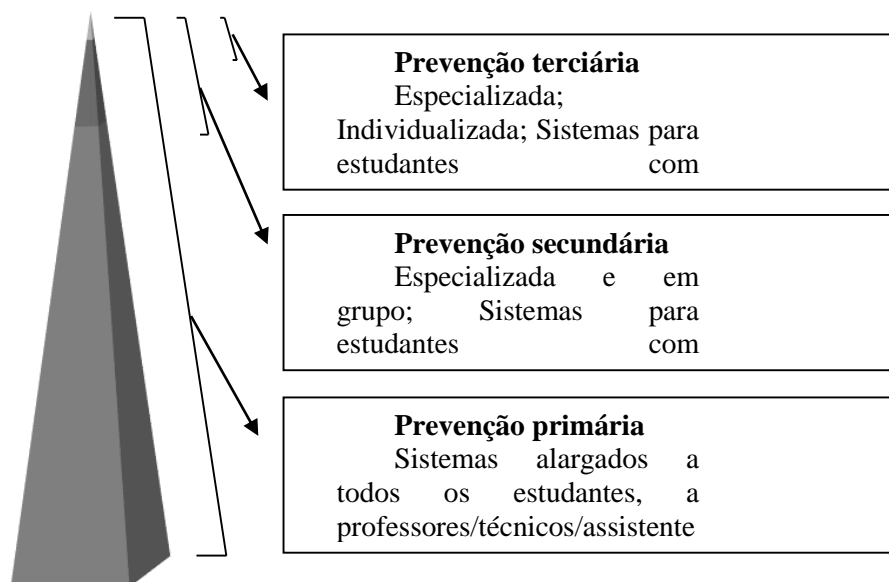 Prevenção terciária
Especializada;
Individualizada; Sistemas para
estudantes com
Prevenção secundária
Especializada e em
grupo; Sistemas para
estudantes com
Prevenção primária
Sistemas alargados a
todos os estudantes, a
professores/técnicos/assistente